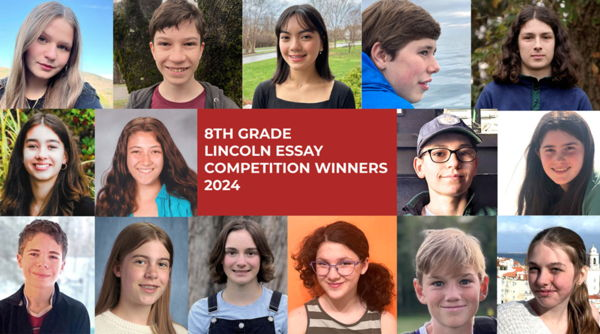 8TH GRADE
LINCOLN ESSAY
COMPETITION WINNERS
2024